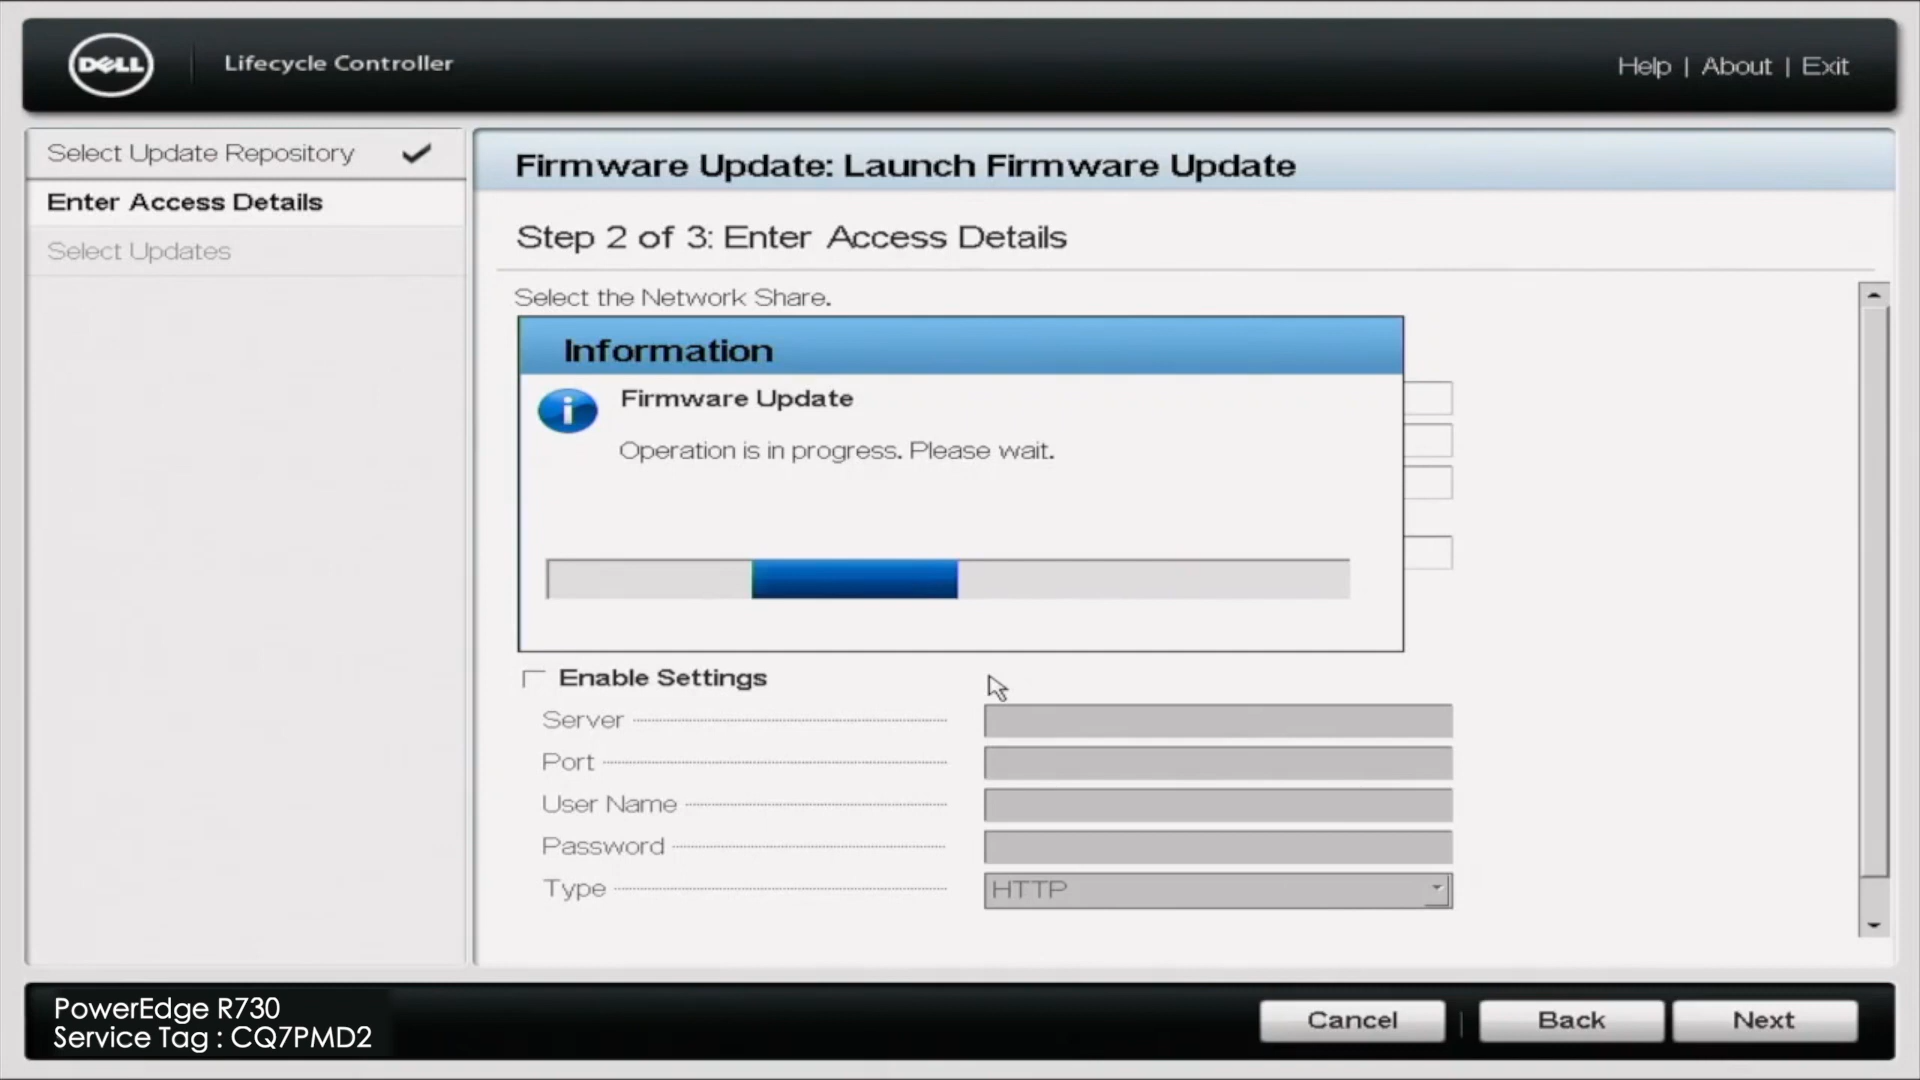 DELL
Lifecycle Controller
Help | About | Exit
Select Update Repository
Enter Access Details
Select Updates
Firmware Update: Launch Firmware Update
Step 2 of 3: Enter Access Details
Select the Network Share.
Information
Firmware Update
Operation is in progress. Please wait.
Enable Settings
Server
Port
User Name
Password
Type HTTP
PowerEdge R730
Service Tag : CQ7PMD2
Cancel | Back Next